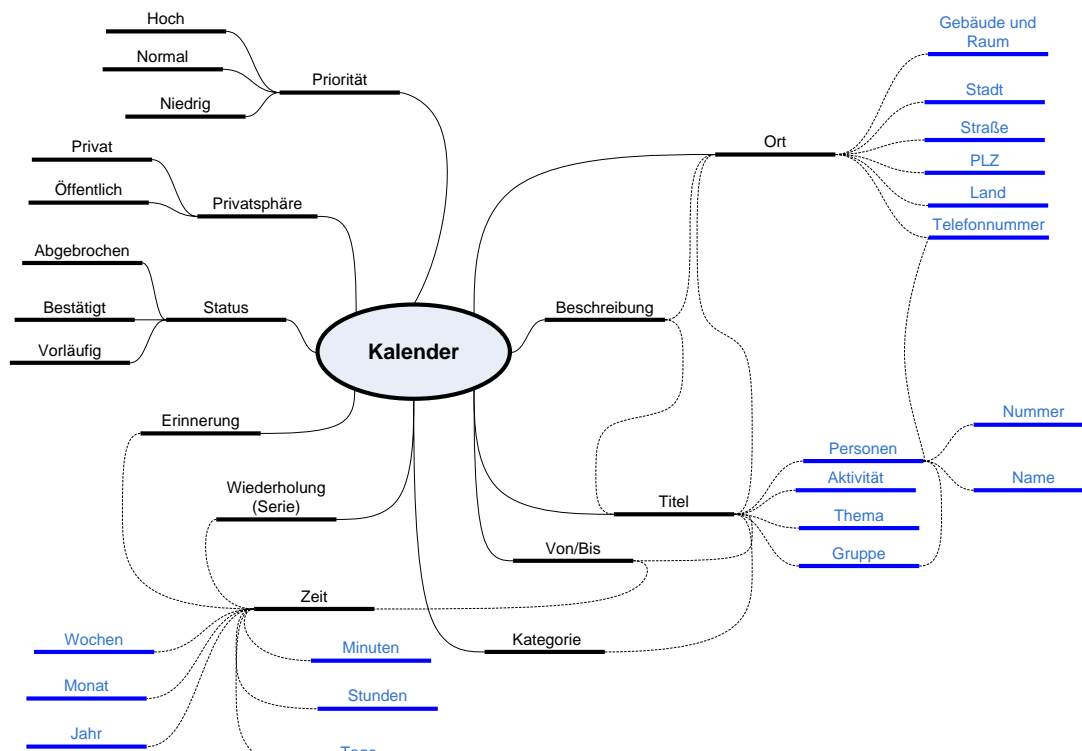 Hoch
Normal
Niedrig
Priorität
Privat
Öffentlich
Privatsphäre
Abgebrochen
Bestätigt
Vorläufig
Status
Kalender
Erinnerung
Wiederholung
(Serie)
Zeit
Wochen
Monat
Jahr
Minuten
Stunden
Tage
Gebäude und
Raum
Stadt
Straße
PLZ
Land
Telefonnummer
Ort
Beschreibung
Titel
Von/Bis
Kategorie
Personen
Aktivität
Thema
Gruppe
Nummer
Name